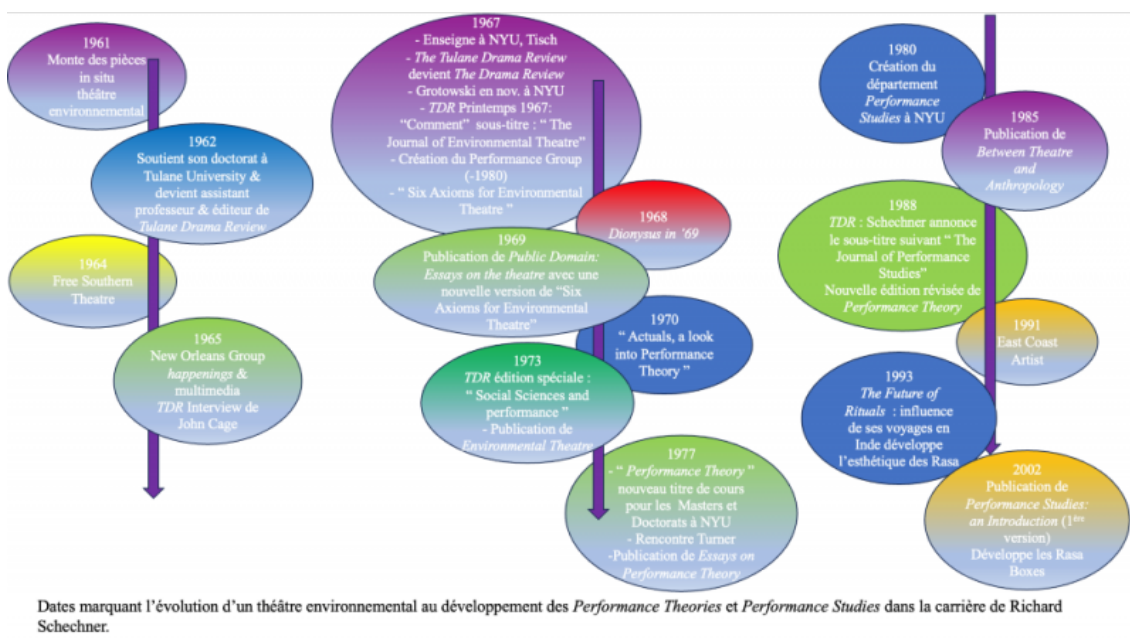 1961
Monte des pièces
in situ
théâtre
environnemental
1962
Soutient son doctorat à
Tulane University &
devient assistant
professeur & éditeur de
Tulane Drama Review
1964
Free Southern
Theatre
1965
New Orleans Group
happenings &
multimedia
TDR Interview de
John Cage
1967
- Enseigne à NYU, Tisch
- The Tulane Drama Review
devient The Drama Review
- Grotowski en nov. à NYU
- TDR Printemps 1967:
“Comment” sous-titre : “ The
Journal of Environmental Theatre”
- Création du Performance Group
(-1980)
- “ Six Axioms for Environmental
Theatre ”
1968
Dionysus in ’69
1969
Publication de Public Domain:
Essays on the theatre avec une
nouvelle version de “Six
Axioms for Environmental
Theatre”
1970
“ Actuals, a look
into Performance
Theory ”
1973
TDR édition spéciale :
“ Social Sciences and
performance ”
- Publication de
Environmental Theatre
1977
- “ Performance Theory ”
nouveau titre de cours
pour les Masters et
Doctorats à NYU
- Rencontre Turner
-Publication de Essays on
Performance Theory
1980
Création du
département
Performance
Studies à NYU
1985
Publication de
Between Theatre
and
Anthropology
1988
TDR : Schechner annonce
le sous-titre suivant “ The
Journal of Performance
Studies”
Nouvelle édition révisée de
Performance Theory
1991
East Coast
Artist
1993
The Future of
Rituals : influence
de ses voyages en
Inde développe
l’esthétique des Rasa
2002
Publication de
Performance Studies:
an Introduction (1ère
version)
Développe les Rasa
Boxes
Dates marquant l’évolution d’un théâtre environnemental au développement des Performance Theories et Performance Studies dans la carrière de Richard
Schechner.